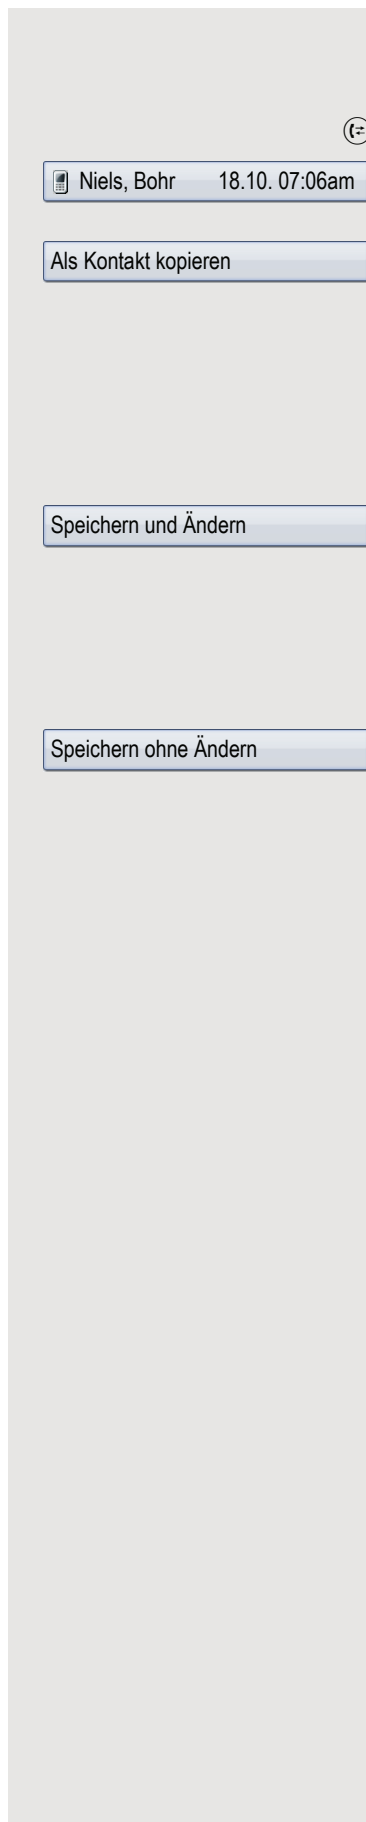 Niels, Bohr 18.10. 07:06am
Als Kontakt kopieren
Speichern und Ändern
Speichern ohne Ändern